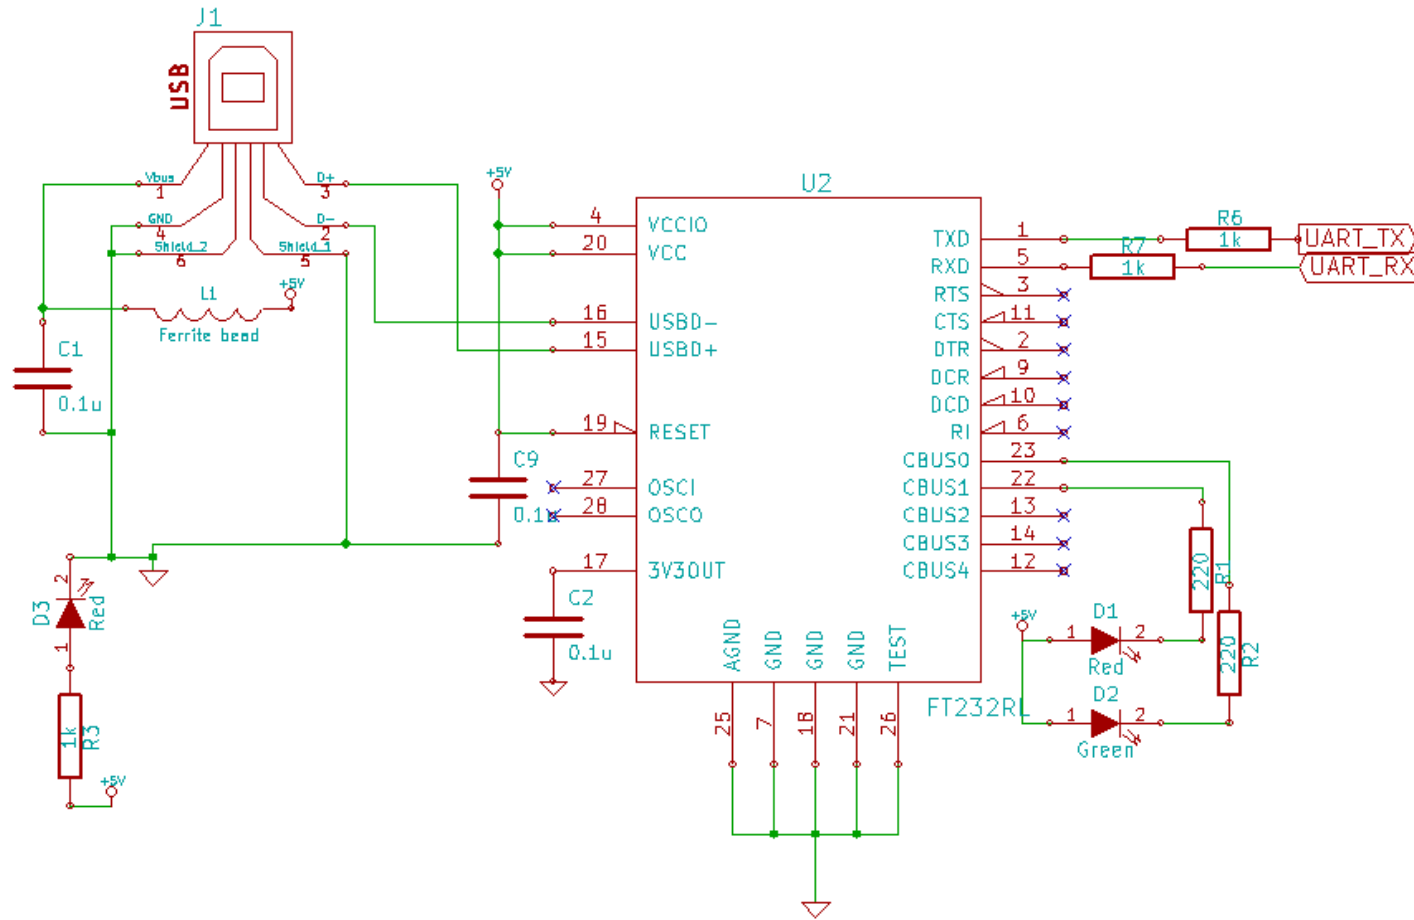 J1
USB
Vbus
1
D+
3
GND
4
D-
2
Shield_2
6
Shield_1
5
L1
+5V
Ferrite bead
C1
0.1u
+5V
U2
4
VCCIO
20
VCC
16
USBD-
15
USBD+
19
RESET
27
OSCI
28
OSCO
17
3V3OUT
C9
C2
0.1u
TXD
1
RXD
5
RTS
3
CTS
11
DTR
2
DCR
9
DCD
10
RI
6
CBUS0
23
CBUS1
22
CBUS2
13
CBUS3
14
CBUS4
12
R6
1k
UART_TX
R7
1k
UART_RX
AGND
GND
GND
GND
TEST
25
7
18
21
26
FT232RL
220
R1
220
R2
+5V
D1
1
2
Red
D2
1
2
Green
2
D3
Red
1
1k
R3
+5V